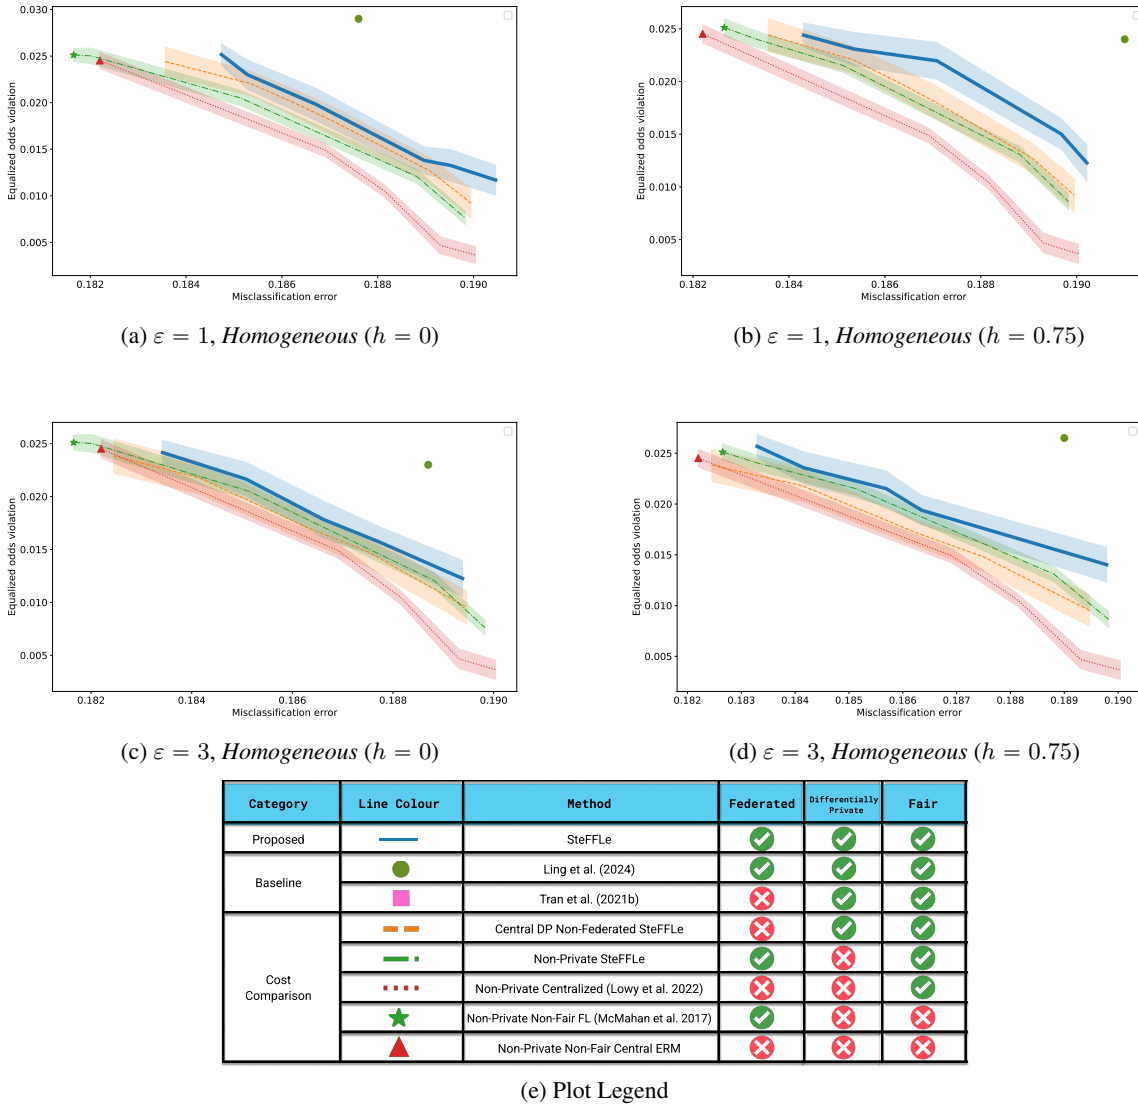 0.030
0.025
0.020
0.015
0.010
0.005
Equalized odds violation
0.182 0.184 0.186 0.188 0.190
Misclassification error
(a) ε = 1, Homogeneous (h = 0)
0.025
0.020
0.015
0.010
0.005
Equalized odds violation
0.182 0.184 0.186 0.188 0.190
Misclassification error
(b) ε = 1, Homogeneous (h = 0.75)
0.025
0.020
0.015
0.010
0.005
Equalized odds violation
0.182 0.184 0.186 0.188 0.190
Misclassification error
(c) ε = 3, Homogeneous (h = 0)
0.025
0.020
0.015
0.010
0.005
Equalized odds violation
0.182 0.183 0.184 0.185 0.186 0.187 0.188 0.189 0.190
Misclassification error
(d) ε = 3, Homogeneous (h = 0.75)
Category Line Colour Method Federated Differentially Private Fair
Proposed SteFFLe
Baseline
Ling et al. (2024)
Tran et al. (2021b)
Cost Comparison
Central DP Non-Federated SteFFLe
Non-Private SteFFLe
Non-Private Centralized (Lowy et al. 2022)
Non-Private Non-Fair FL (McMahan et al. 2017)
Non-Private Non-Fair Central ERM
(e) Plot Legend